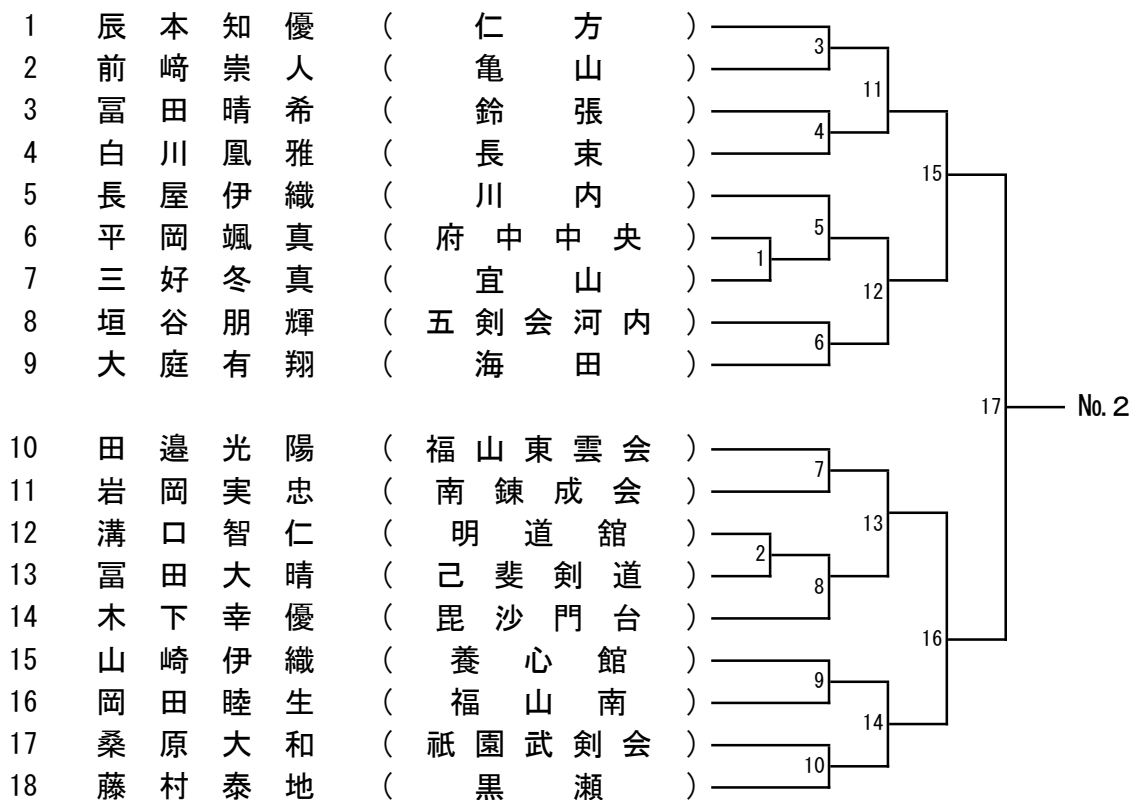 1 辰本知優 (仁方)
2 前﨑崇人 (亀山)
3 冨田晴希 (鈴張)
4 白川凰雅 (長束)
5 長屋伊織 (川内)
6 平岡颯真 (府中中央)
7 三好冬真 (宜山)
8 垣谷朋輝 (五剣会河内)
9 大庭有翔 (海田)
10 田邉光陽 (福山東雲会)
11 岩岡実忠 (南錬成会)
12 溝口智仁 (明道舘)
13 冨田大晴 (己斐剣道)
14 木下幸優 (毘沙門台)
15 山崎伊織 (養心館)
16 岡田睦生 (福山南)
17 桑原大和 (祇園武剣会)
18 藤村泰地 (黒瀬)
3
11
4
15
5
1
12
6
17 №2
7
13
2
8
16
9
14
10